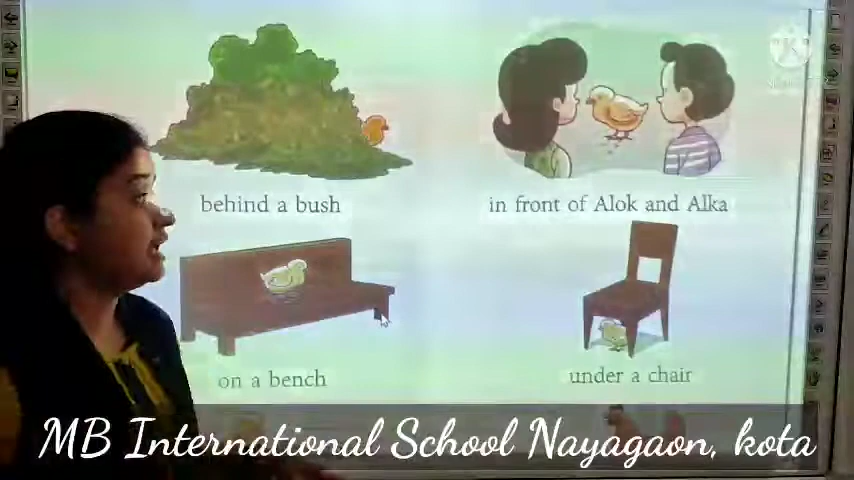 behind a bush
in front of Alok and Alka
on a bench
under a chair
MB International School Nayagaon, kota